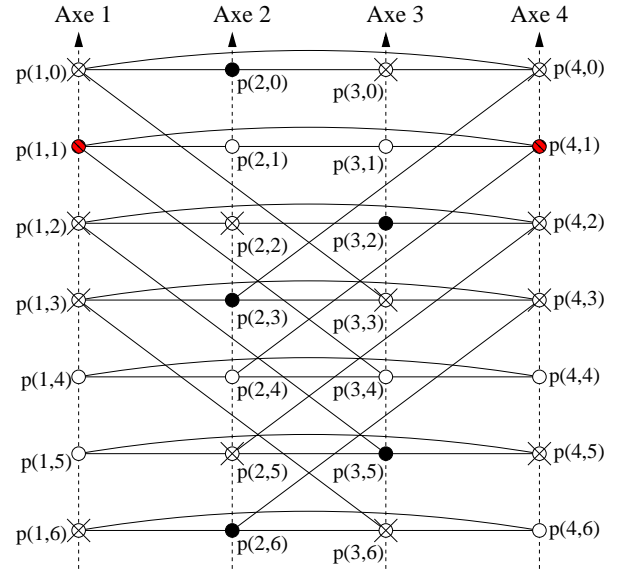 Axe 1 Axe 2 Axe 3 Axe 4
p(1,0) p(2,0) p(3,0) p(4,0)
p(1,1) p(2,1) p(3,1) p(4,1)
p(1,2) p(2,2) p(3,2) p(4,2)
p(1,3) p(2,3) p(3,3) p(4,3)
p(1,4) p(2,4) p(3,4) p(4,4)
p(1,5) p(2,5) p(3,5) p(4,5)
p(1,6) p(2,6) p(3,6) p(4,6)